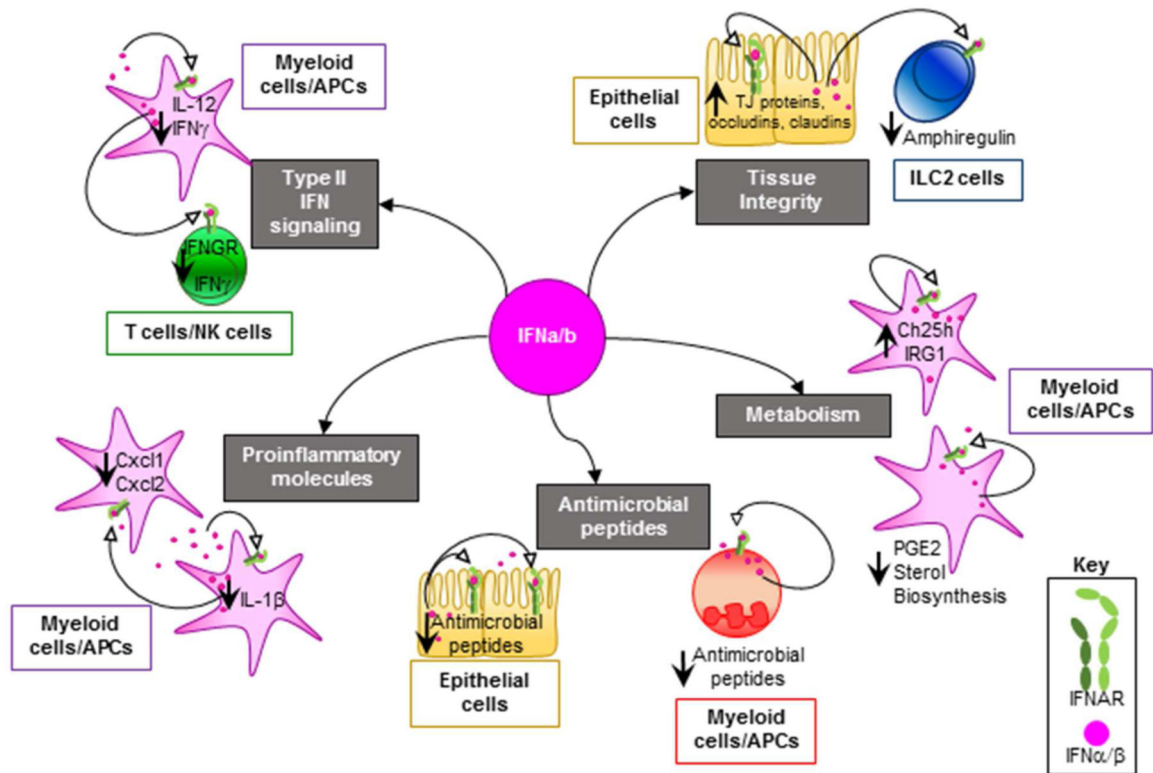 Myeloid
cells/APCs
IL-12
IFNγ
Type II
IFN
signaling
IFNGR
IFNγ
T cells/NK cells
Epithelial
cells
TJ proteins,
occludins, claudins
Amphiregulin
ILC2 cells
Tissue
Integrity
IFNa/b
Ch25h
IRG1
Myeloid
cells/APCs
Metabolism
PGE2
Sterol
Biosynthesis
Proinflammatory
molecules
Cxcl1
Cxcl2
IL-1β
Myeloid
cells/APCs
Antimicrobial
peptides
Antimicrobial
peptides
Epithelial
cells
Antimicrobial
peptides
Myeloid
cells/APCs
Key
IFNAR
IFNα/β